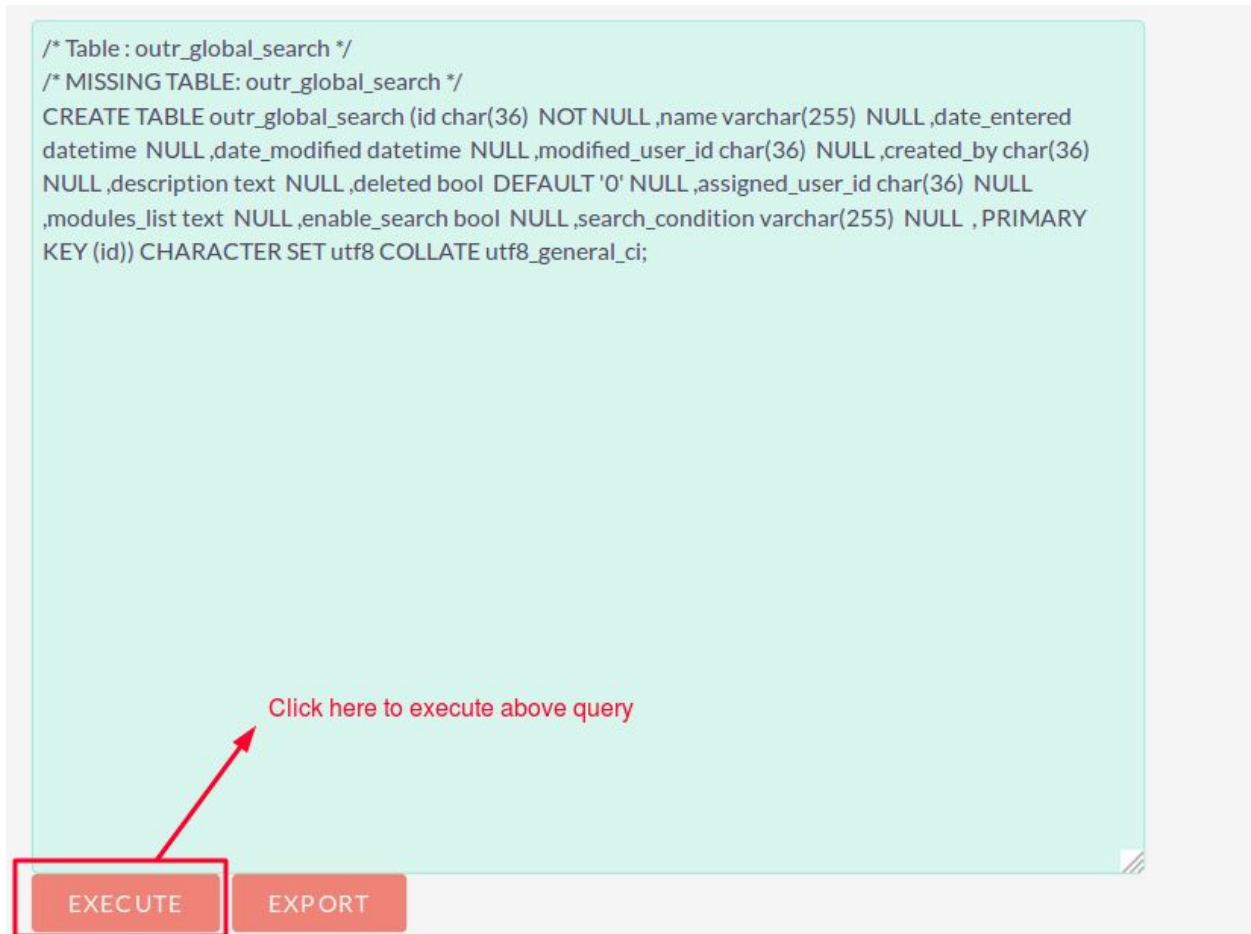 /* Table : outr_global_search */
/* MISSING TABLE: outr_global_search */
CREATE TABLE outr_global_search (id char(36) NOT NULL ,name varchar(255) NULL ,date_entered
datetime NULL ,date_modified datetime NULL ,modified_user_id char(36) NULL ,created_by char(36)
NULL ,description text NULL ,deleted bool DEFAULT '0' NULL ,assigned_user_id char(36) NULL
,modules_list text NULL ,enable_search bool NULL ,search_condition varchar(255) NULL , PRIMARY
KEY (id)) CHARACTER SET utf8 COLLATE utf8_general_ci;
Click here to execute above query
EXECUTE EXPORT